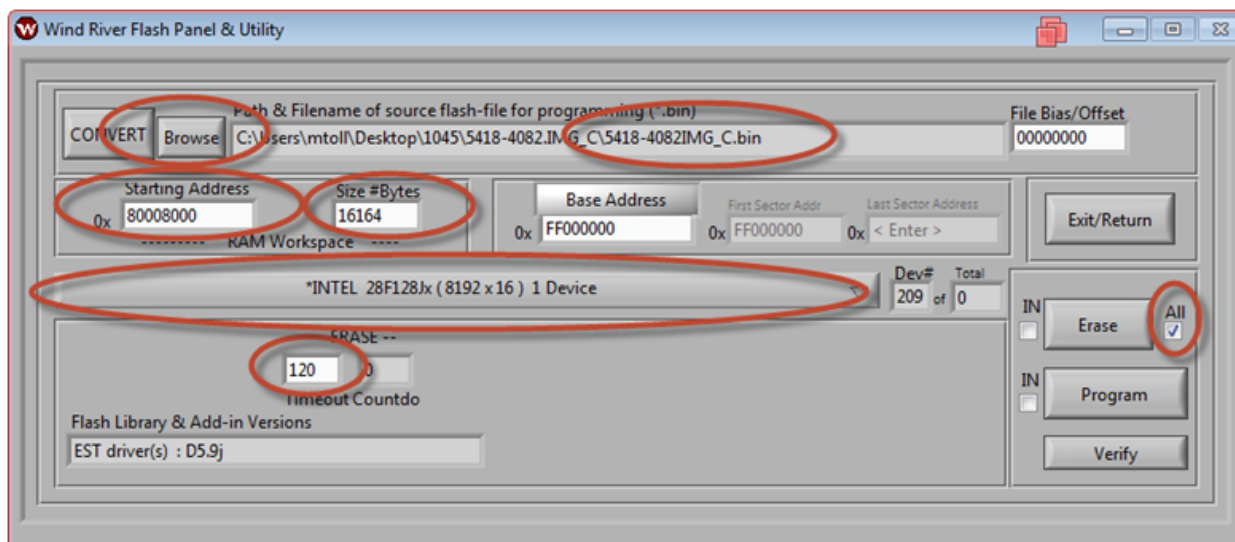 Wind River Flash Panel & Utility
Path & Filename of source flash-file for programming (*.bin)
File Bias/Offset
CONVERT
Browse
C:\Users\mtoll\Desktop\1045\5418-4082.IMG_C\5418-4082IMG_C.bin
00000000
Starting Address
Size #Bytes
0x 80008000
16164
--------- RAM Workspace ----
Base Address
First Sector Addr
Last Sector Address
0x FF000000
0x FF000000
0x < Enter >
Exit/Return
*INTEL 28F128Jx ( 8192 x 16 ) 1 Device
Dev#
Total
209 of 0
ERASE --
120
0
Timeout Countdo
IN
Erase
All
IN
Program
Verify
Flash Library & Add-in Versions
EST driver(s) : D5.9j